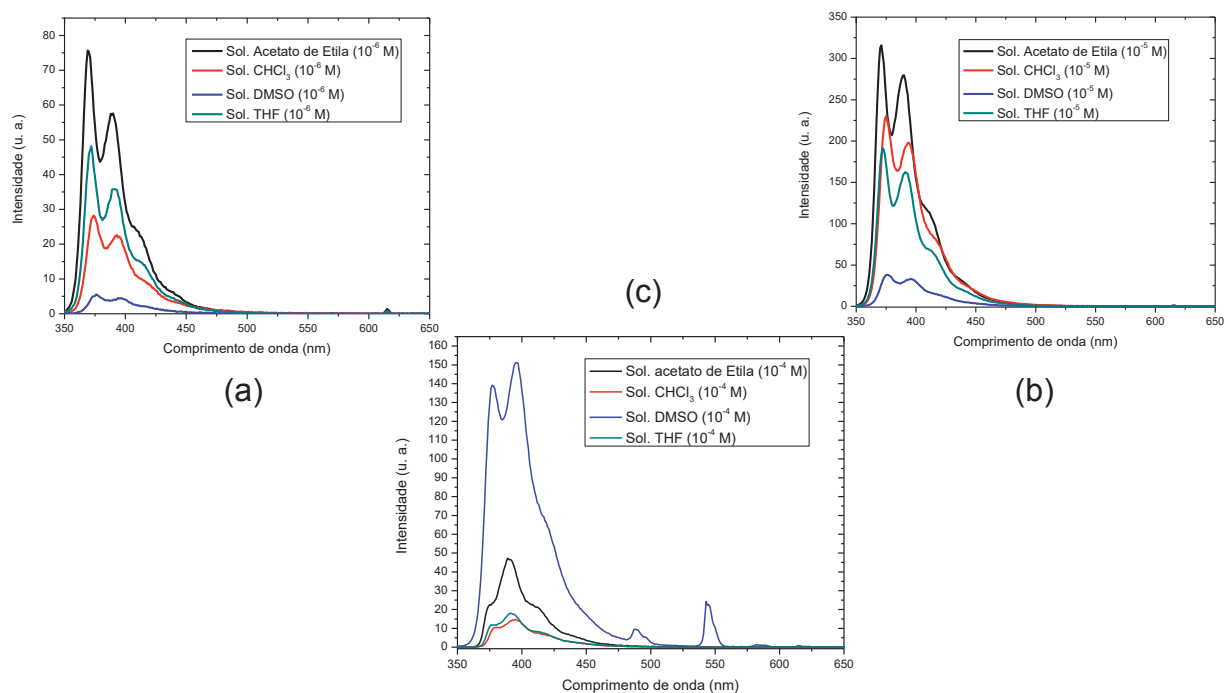 80
70
60
50
40
30
20
10
0
Intensidade (u. a.)
Sol. Acetato de Etila (10⁻⁶ M)
Sol. CHCl₃ (10⁻⁶ M)
Sol. DMSO (10⁻⁶ M)
Sol. THF (10⁻⁶ M)
350 400 450 500 550 600 650
Comprimento de onda (nm)
(a)
350
300
250
200
150
100
50
0
Intensidade (u. a.)
Sol. Acetato de Etila (10⁻⁵ M)
Sol. CHCl₃ (10⁻⁵ M)
Sol. DMSO (10⁻⁵ M)
Sol. THF (10⁻⁵ M)
350 400 450 500 550 600 650
Comprimento de onda (nm)
(b)
(c)
160
150
140
130
120
110
100
90
80
70
60
50
40
30
20
10
0
Intensidade (u. a.)
Sol. acetato de Etila (10⁻⁴ M)
Sol. CHCl₃ (10⁻⁴ M)
Sol. DMSO (10⁻⁴ M)
Sol. THF (10⁻⁴ M)
350 400 450 500 550 600 650
Comprimento de onda (nm)